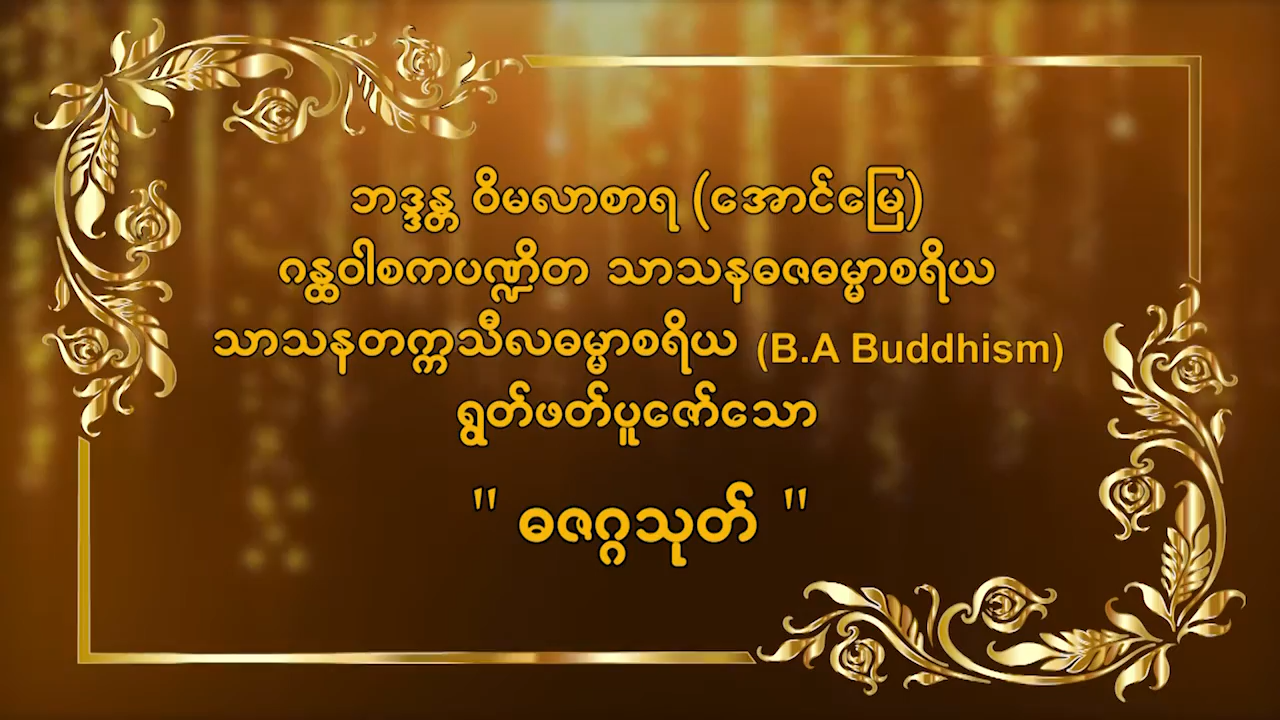 ဘဒ္ဒန္တ ဝိမလာစာရ (အောင်မြေ)
ဂန္ထဝါစကပဏ္ဍိတ သာသနဓဇဓမ္မာစရိယ
သာသနတက္ကသီလဓမ္မာစရိယ (B.A Buddhism)
ရွတ်ဖတ်ပူဇော်သော
" ဓဇဂ္ဂသုတ် "